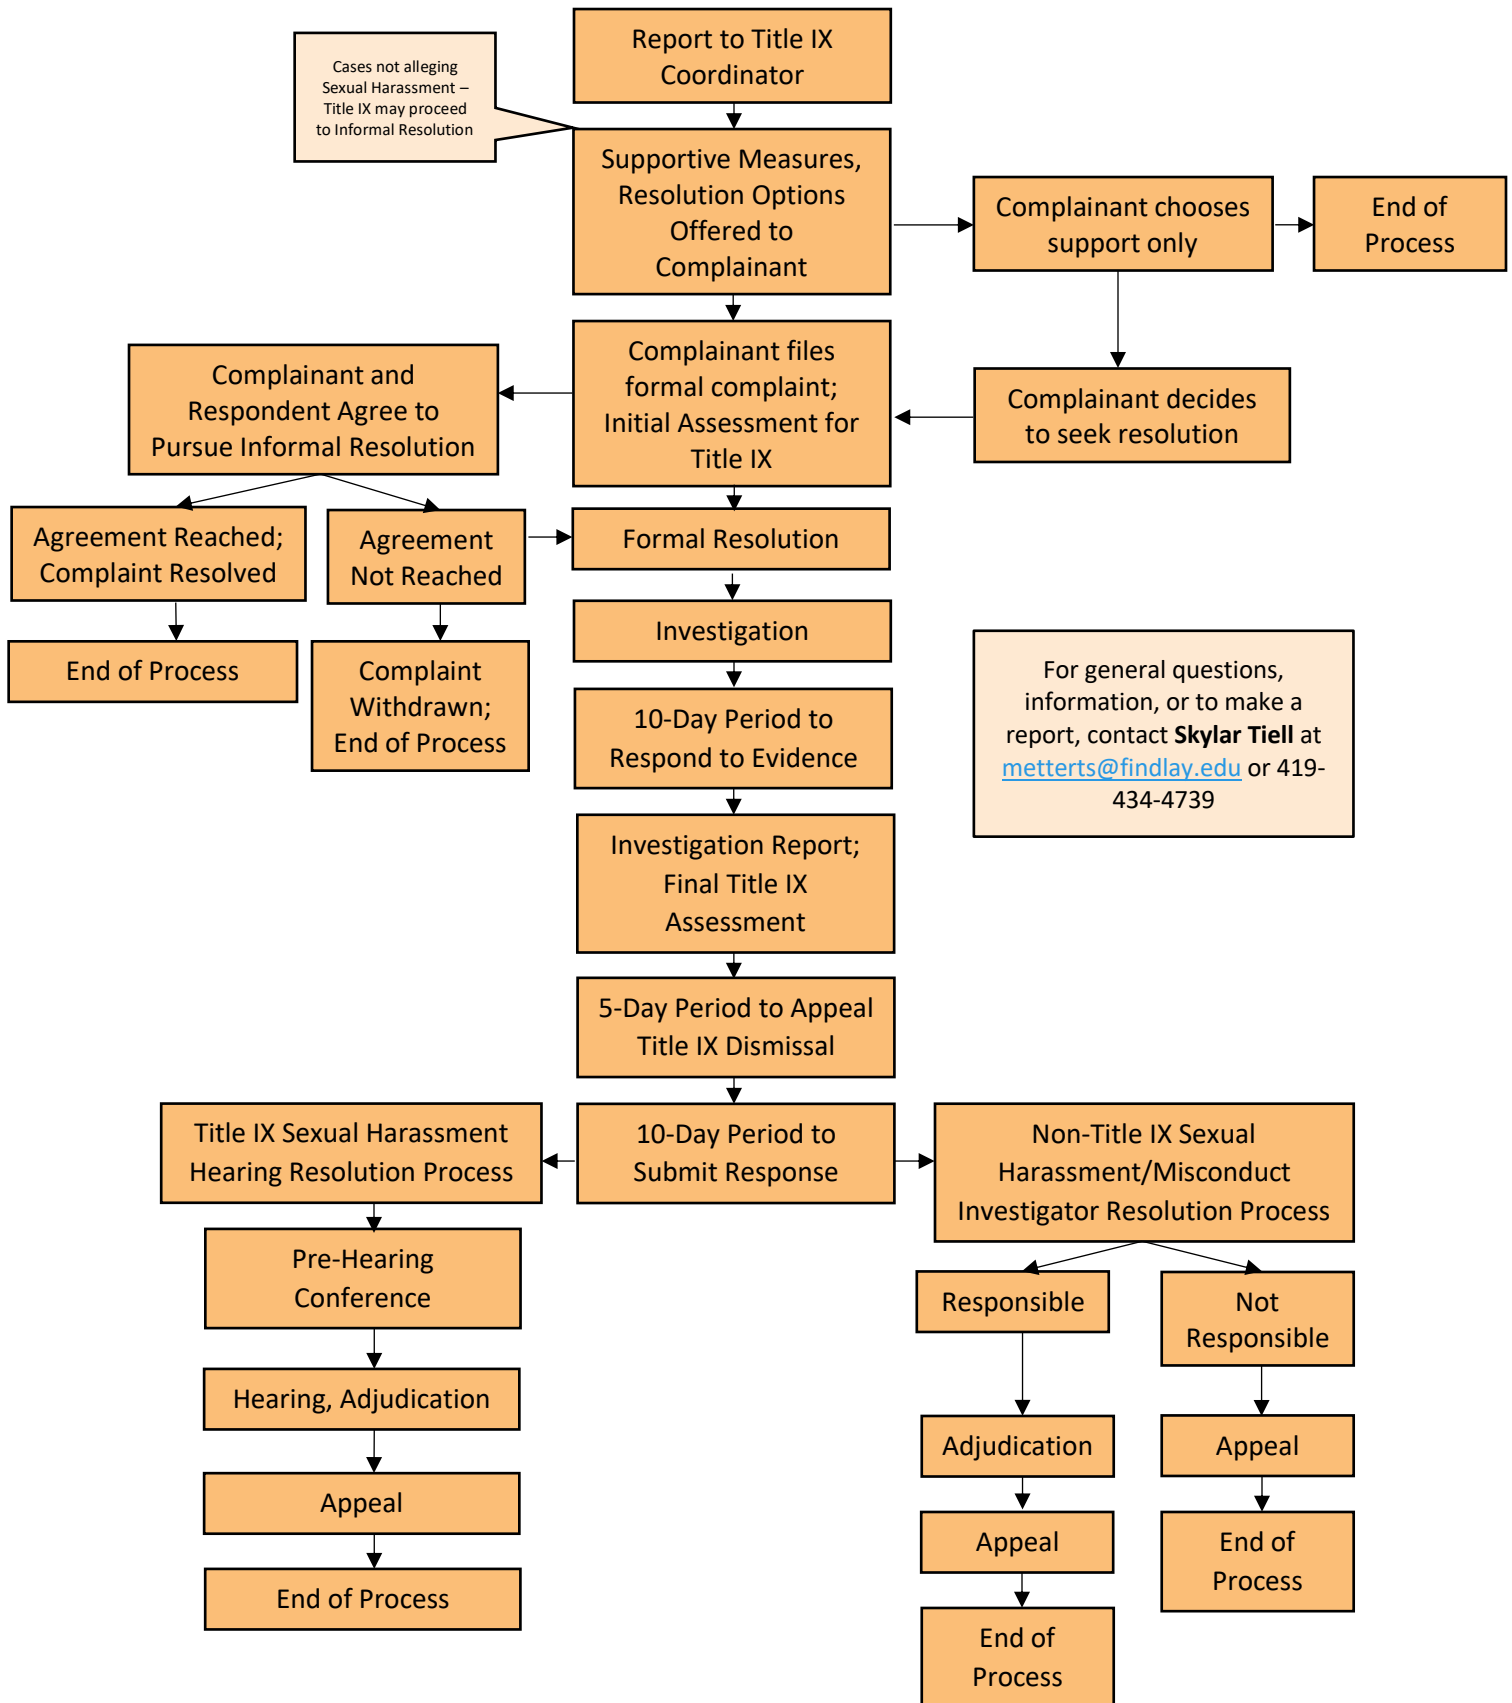 Report to Title IX
Coordinator
Cases not alleging
Sexual Harassment –
Title IX may proceed
to Informal Resolution
Supportive Measures,
Resolution Options
Offered to
Complainant
Complainant chooses
support only
End of
Process
Complainant files
formal complaint;
Initial Assessment for
Title IX
Complainant and
Respondent Agree to
Pursue Informal Resolution
Complainant decides
to seek resolution
Agreement Reached;
Complaint Resolved
Agreement
Not Reached
Formal Resolution
End of Process
Complaint
Withdrawn;
End of Process
Investigation
For general questions,
information, or to make a
report, contact Skylar Tiell at
metterts@findlay.edu or 419-
434-4739
10-Day Period to
Respond to Evidence
Investigation Report;
Final Title IX
Assessment
5-Day Period to Appeal
Title IX Dismissal
Title IX Sexual Harassment
Hearing Resolution Process
10-Day Period to
Submit Response
Non-Title IX Sexual
Harassment/Misconduct
Investigator Resolution Process
Pre-Hearing
Conference
Responsible
Not
Responsible
Hearing, Adjudication
Adjudication
Appeal
Appeal
Appeal
End of
Process
End of Process
End of
Process